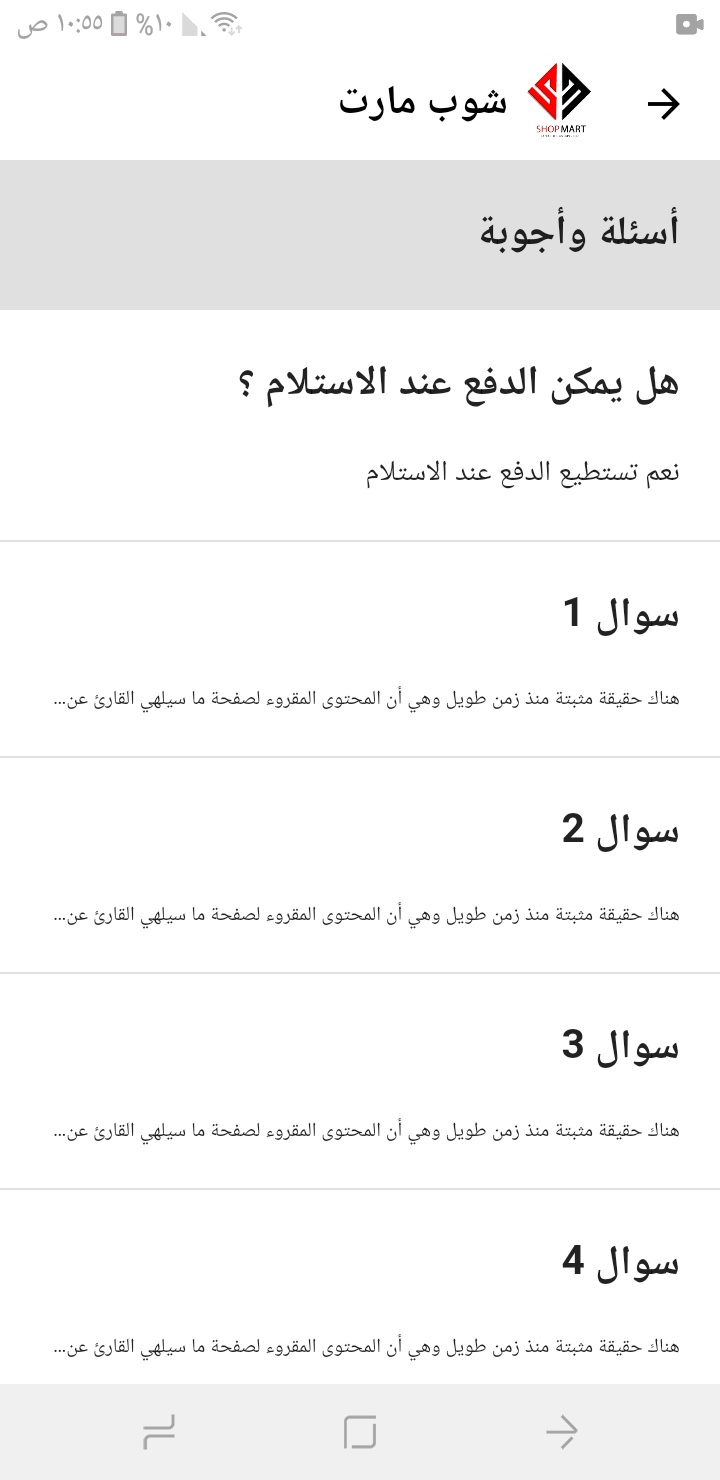 ١٠:٥٥ ص
١٠%
شوب مارت
SHOPMART
أسئلة وأجوبة
هل يمكن الدفع عند الاستلام ؟
نعم تستطيع الدفع عند الاستلام
سوال 1
هناك حقيقة مثبتة منذ زمن طويل وهي أن المحتوى المقروء لصفحة ما سيلهي القارئ عن...
سوال 2
هناك حقيقة مثبتة منذ زمن طويل وهي أن المحتوى المقروء لصفحة ما سيلهي القارئ عن...
سوال 3
هناك حقيقة مثبتة منذ زمن طويل وهي أن المحتوى المقروء لصفحة ما سيلهي القارئ عن...
سوال 4
هناك حقيقة مثبتة منذ زمن طويل وهي أن المحتوى المقروء لصفحة ما سيلهي القارئ عن...